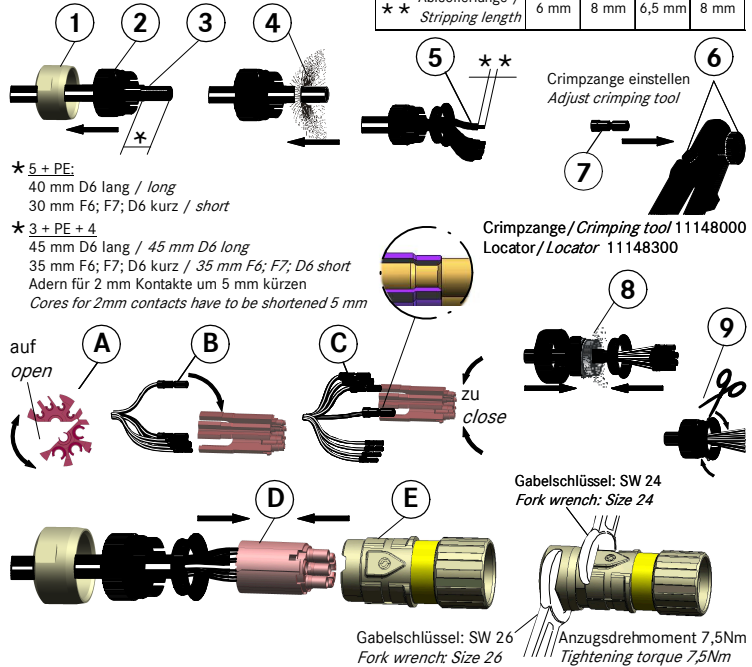 * * Abisolierlänge / Stripping length 6 mm 8 mm 6,5 mm 8 mm
1 2 3 4 5 6
* *
*
Crimpzange einstellen
Adjust crimping tool
7
* 5 + PE:
40 mm D6 lang / long
30 mm F6; F7; D6 kurz / short
* 3 + PE + 4
45 mm D6 lang / 45 mm D6 long
35 mm F6; F7; D6 kurz / 35 mm F6; F7; D6 short
Adern für 2 mm Kontakte um 5 mm kürzen
Cores for 2mm contacts have to be shortened 5 mm
Crimpzange/Crimping tool 11148000
Locator/Locator 11148300
8
9
auf
open
A
B
C
zu
close
D
E
Gabelschlüssel: SW 24
Fork wrench: Size 24
Gabelschlüssel: SW 26
Fork wrench: Size 26
Anzugsdrehmoment 7,5Nm
Tightening torque 7,5Nm